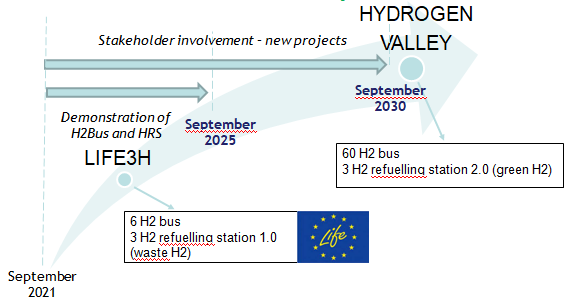 HYDROGEN
VALLEY
Stakeholder involvement – new projects
September
2030
Demonstration of
H2Bus and HRS
September
2025
LIFE3H
60 H2 bus
3 H2 refuelling station 2.0 (green H2)
6 H2 bus
3 H2 refuelling station 1.0
(waste H2)
Life
September
2021